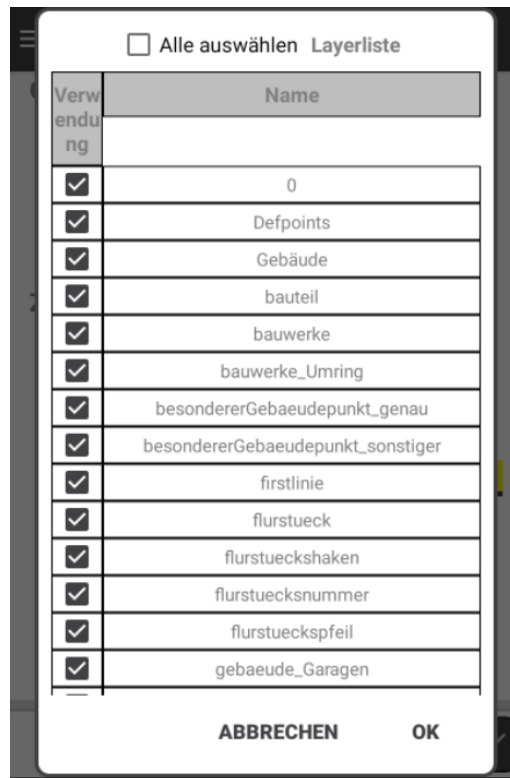 Alle auswählen Layerliste
Verw
endu
ng
Name
0
Defpoints
Gebäude
bauteil
bauwerke
bauwerke_Umring
besondererGebaeudepunkt_genau
besondererGebaeudepunkt_sonstiger
firstlinie
flurstueck
flurstueckshaken
flurstuecksnummer
flurstueckspfeil
gebaeude_Garagen
ABBRECHEN OK